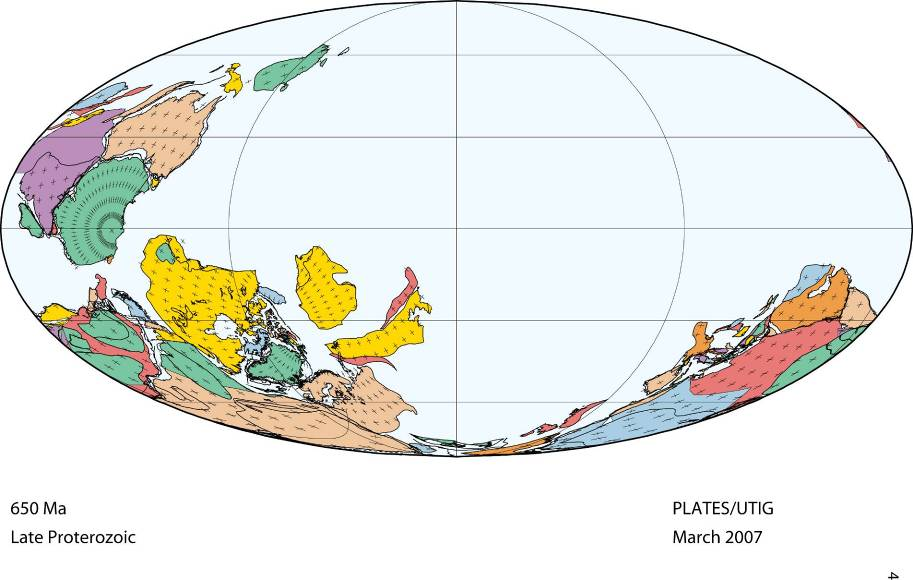 650 Ma
Late Proterozoic
PLATES/UTIG
March 2007
4